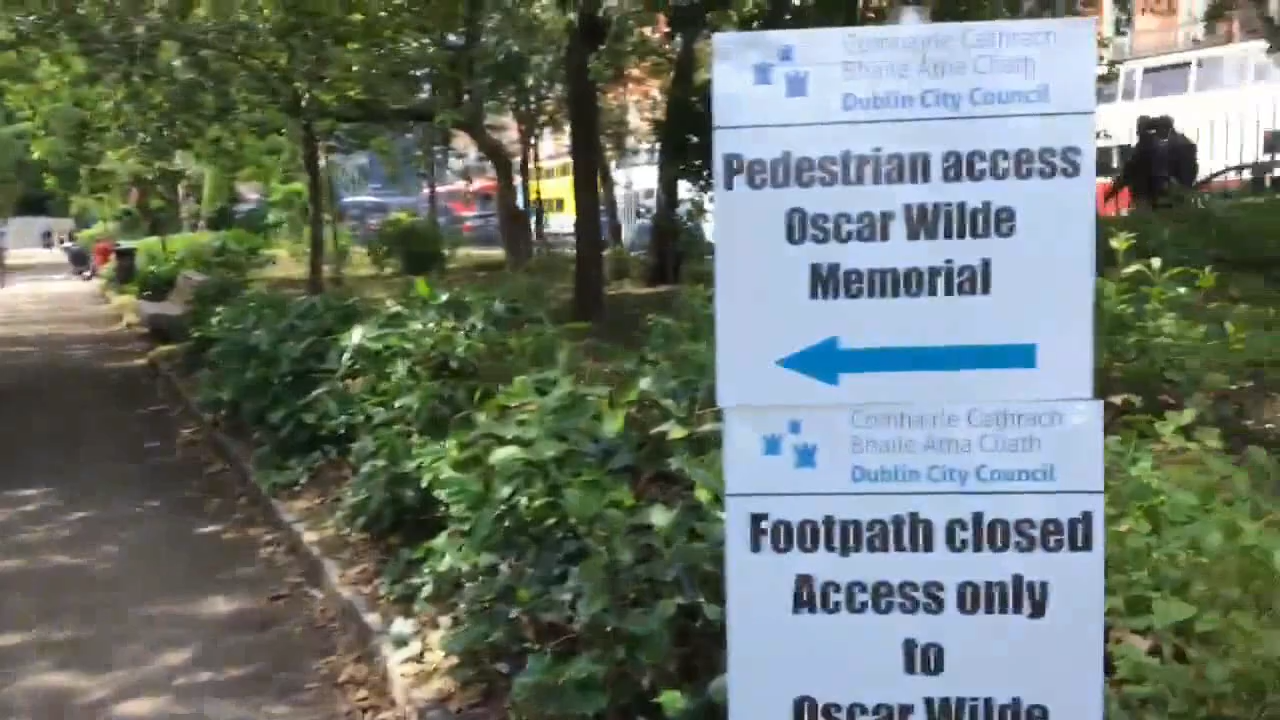 Comhairle Cathrach
Bhaile Átha Cliath
Dublin City Council
Pedestrian access
Oscar Wilde
Memorial
Comhairle Cathrach
Bhaile Átha Cliath
Dublin City Council
Footpath closed
Access only
to
Oscar Wilde